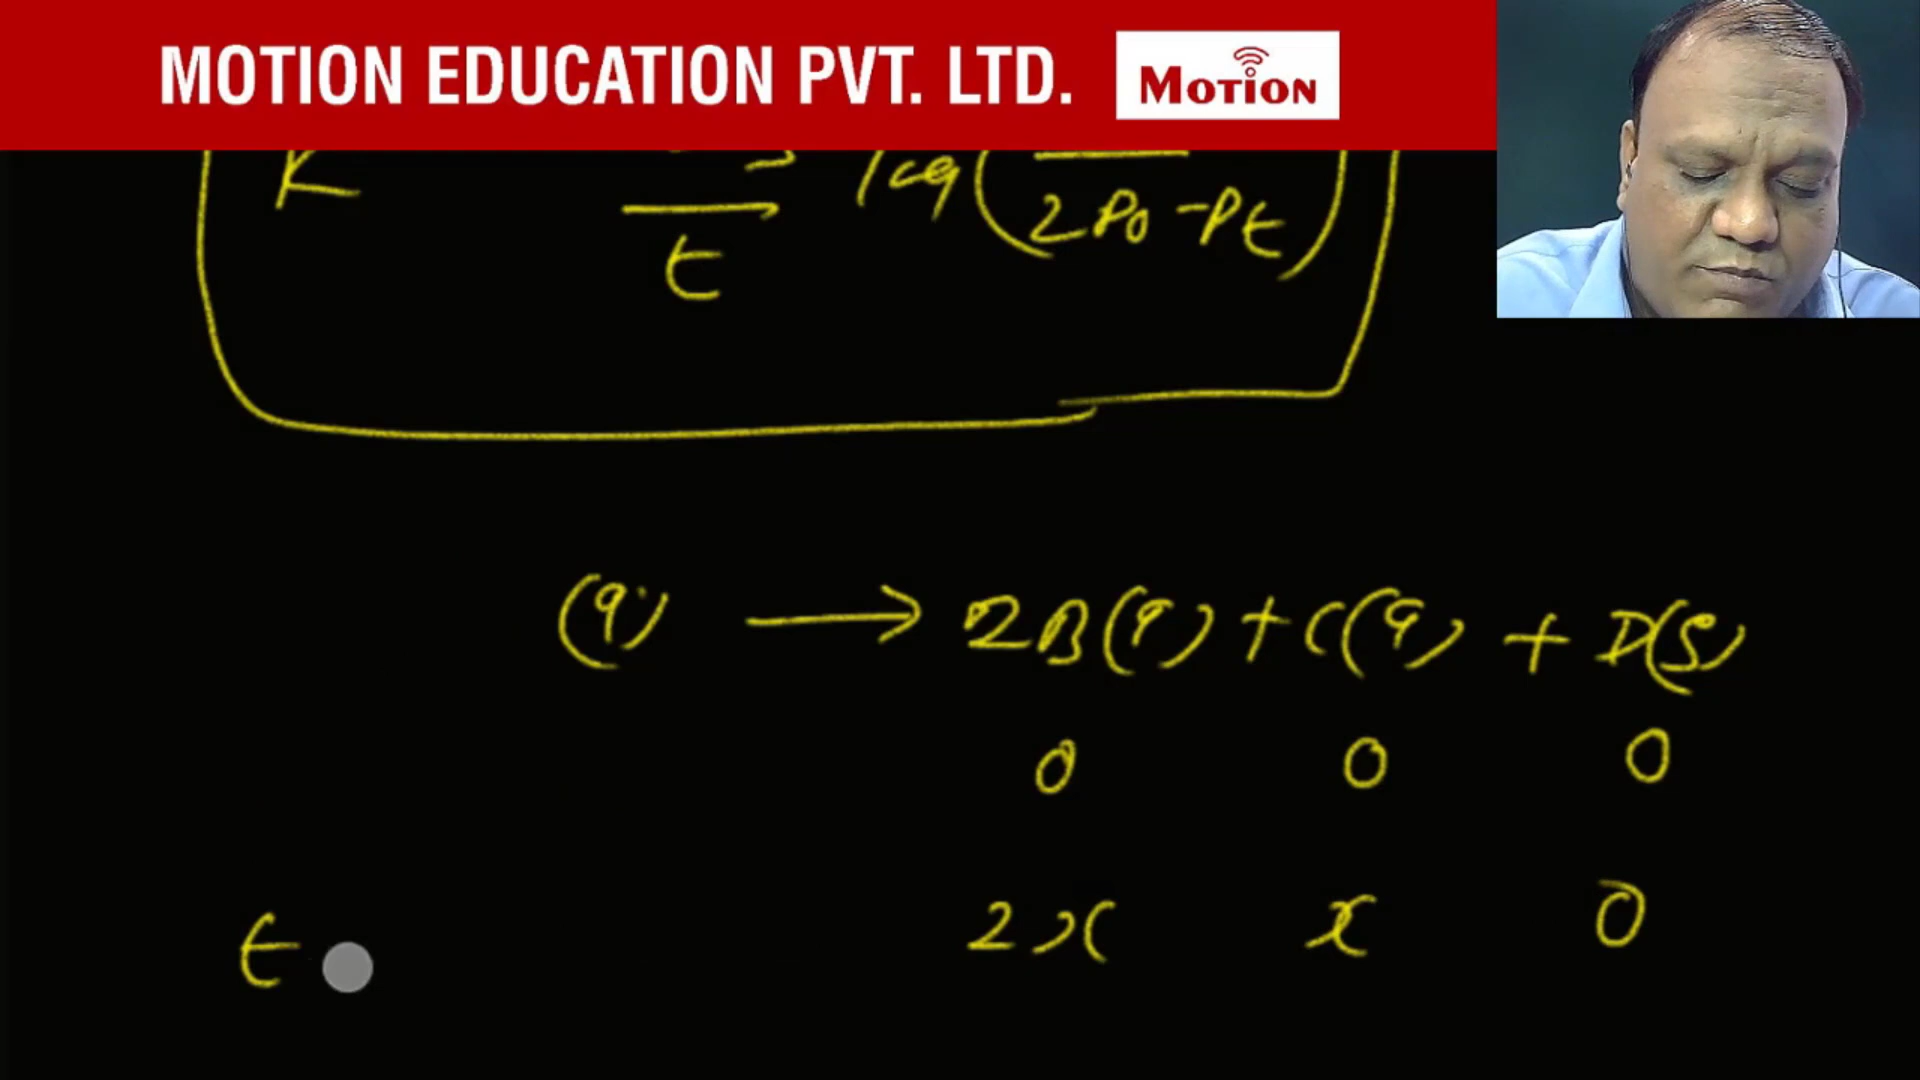 MOTION EDUCATION PVT. LTD. MOTION
K
t
log(
2P0 - Pt)
(g) → 2B(g) + C(g) + D(s)
0 0 0
t 2x x 0